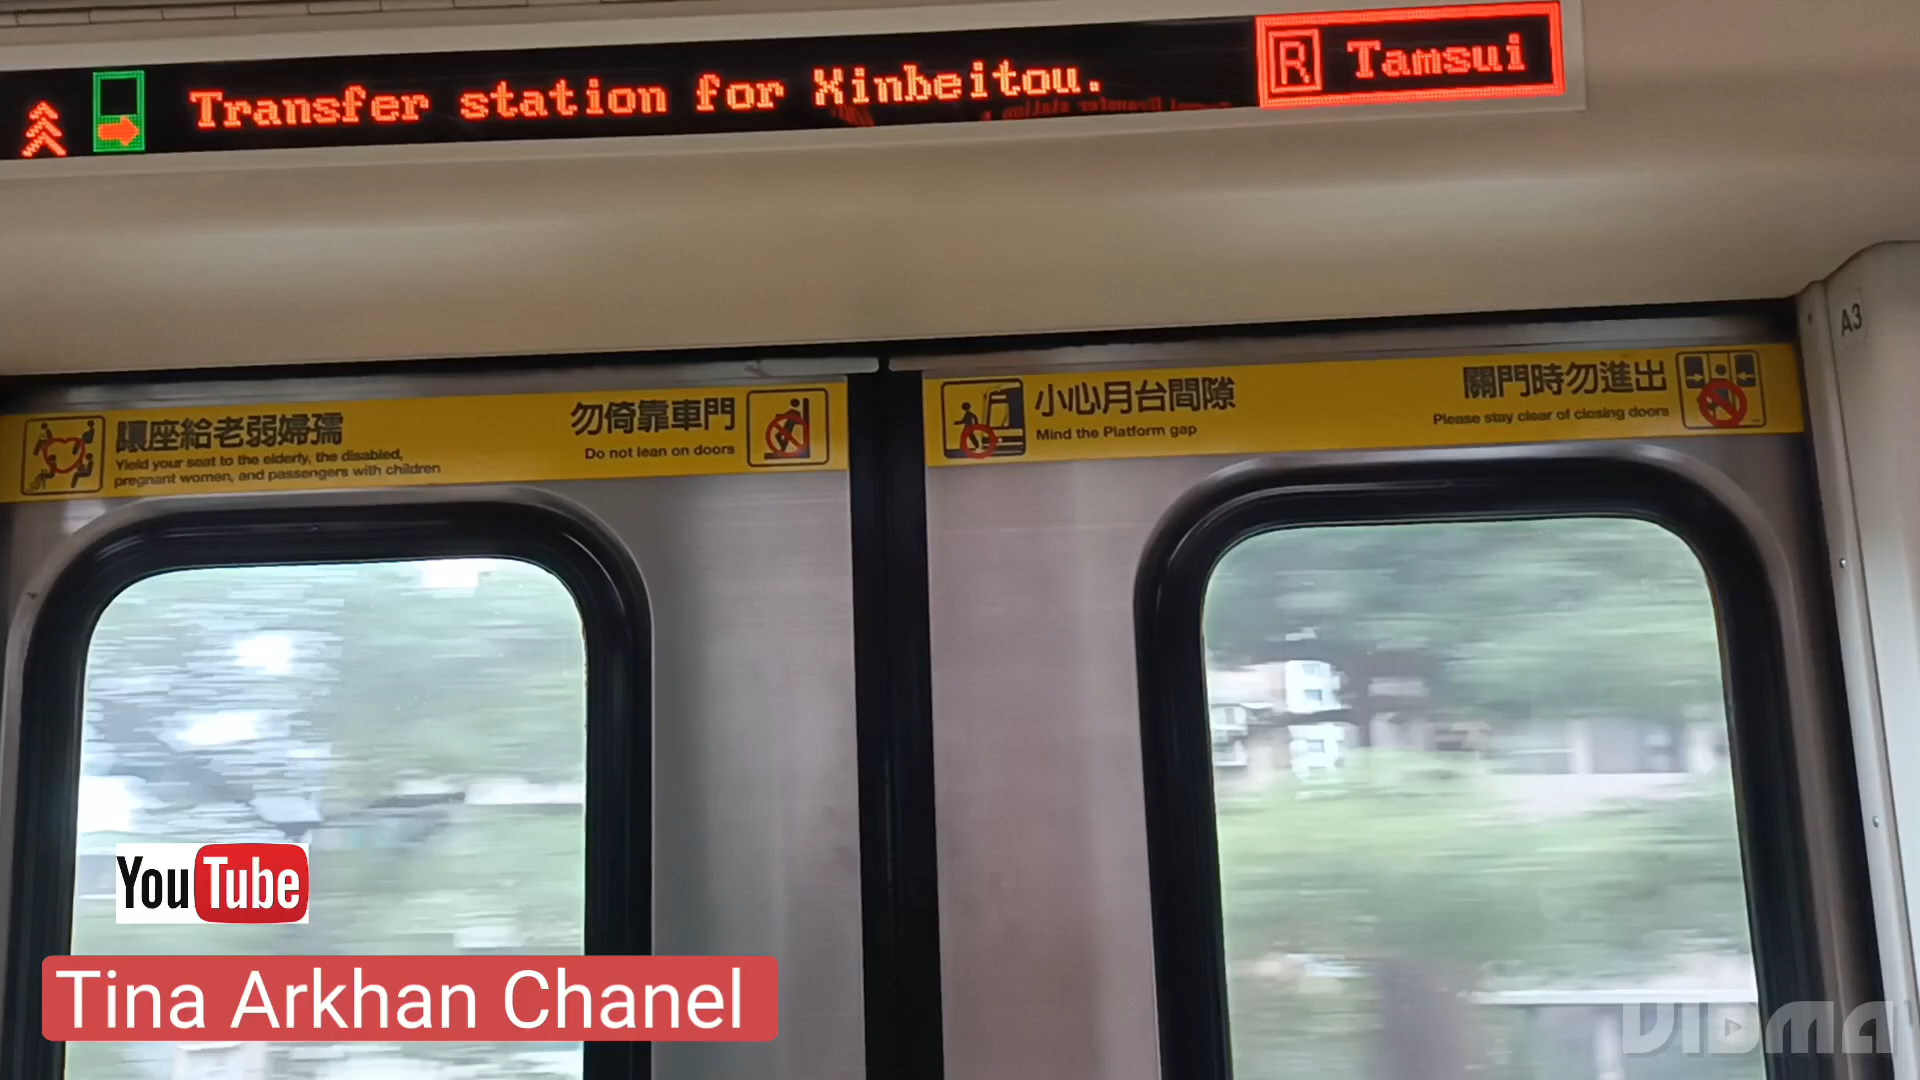 Transfer station for Xinbeitou.
R Tamsui
A3
讓座給老弱婦孺
Yield your seat to the elderly, the disabled,
pregnant women, and passengers with children
勿倚靠車門
Do not lean on doors
小心月台間隙
Mind the Platform gap
關門時勿進出
Please stay clear of closing doors
YouTube
Tina Arkhan Chanel
VIDMA